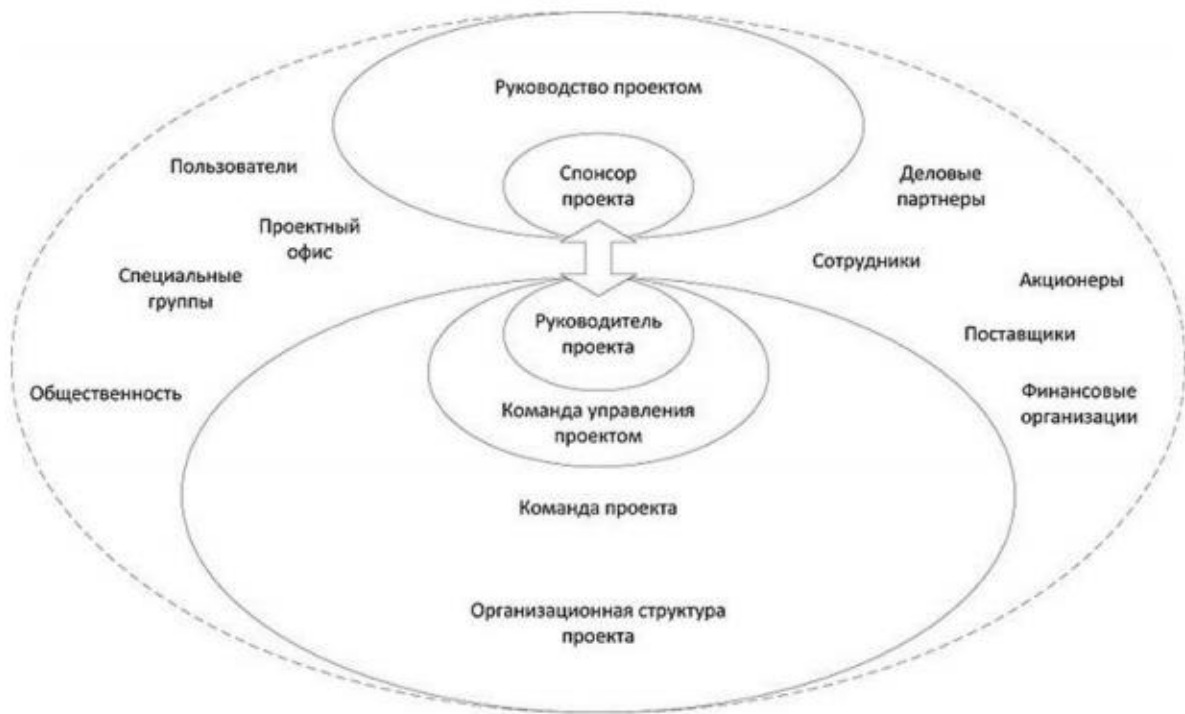 Руководство проектом
Спонсор
проекта
Пользователи
Проектный
офис
Специальные
группы
Общественность
Деловые
партнеры
Сотрудники
Акционеры
Поставщики
Финансовые
организации
Руководитель
проекта
Команда управления
проектом
Команда проекта
Организационная структура
проекта